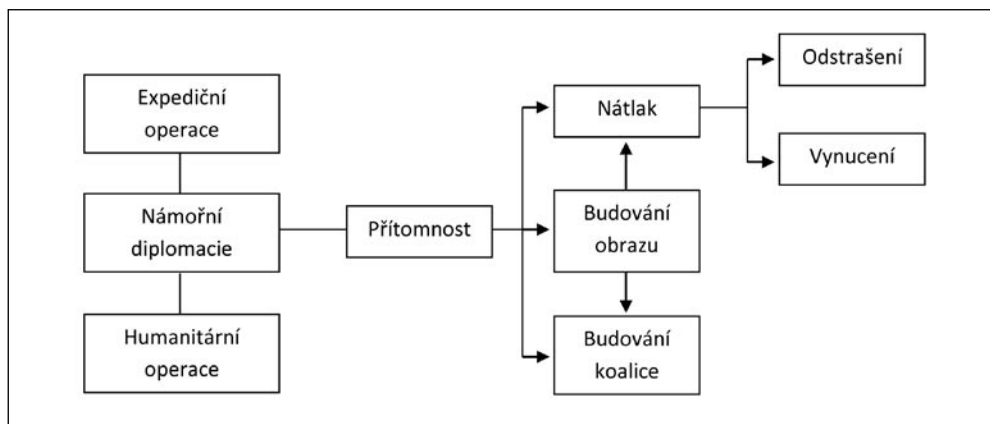 Expediční
operace
Námořní
diplomacie
Humanitární
operace
Přítomnost
Nátlak
Budování
obrazu
Budování
koalice
Odstrašení
Vynucení